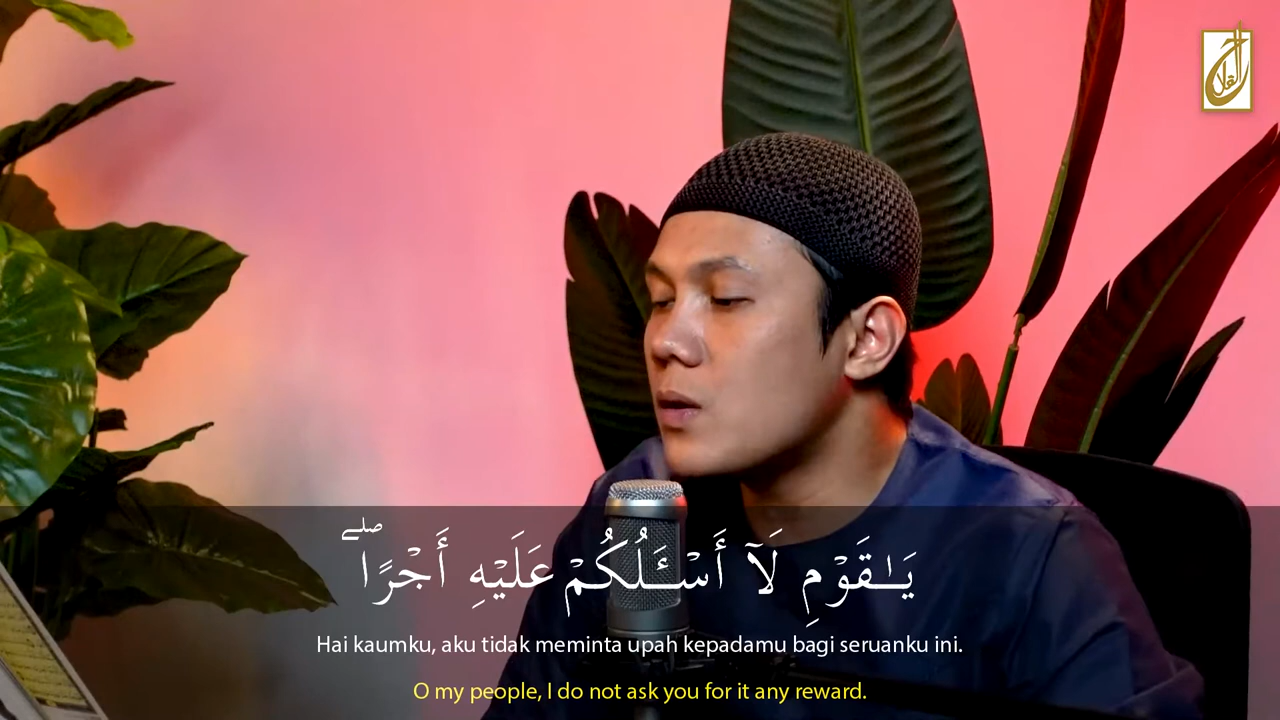 يَـٰقَوْمِ لَآ أَسْـَٔلُكُمْ عَلَيْهِ أَجْرًا ۖ
Hai kaumku, aku tidak meminta upah kepadamu bagi seruanku ini.
O my people, I do not ask you for it any reward.